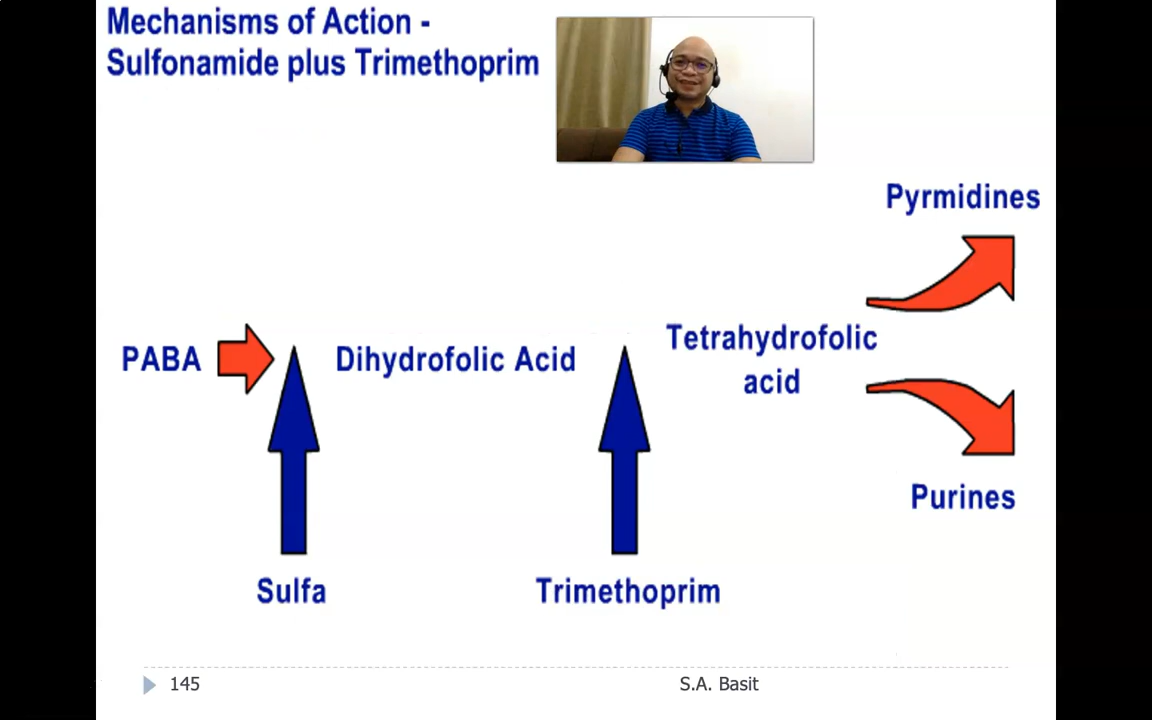 Mechanisms of Action -
Sulfonamide plus Trimethoprim
Pyrmidines
PABA
Dihydrofolic Acid
Tetrahydrofolic
acid
Purines
Sulfa
Trimethoprim
145
S.A. Basit